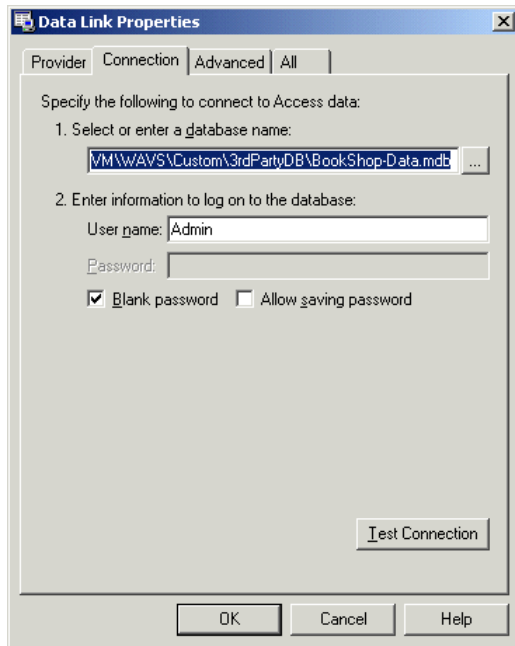 Data Link Properties
Provider Connection Advanced All
Specify the following to connect to Access data:
1. Select or enter a database name:
VM\WAVS\Custom\3rdPartyDB\BookShop-Data.mdb ...
2. Enter information to log on to the database:
User name: Admin
Password:
Blank password Allow saving password
Test Connection
OK Cancel Help